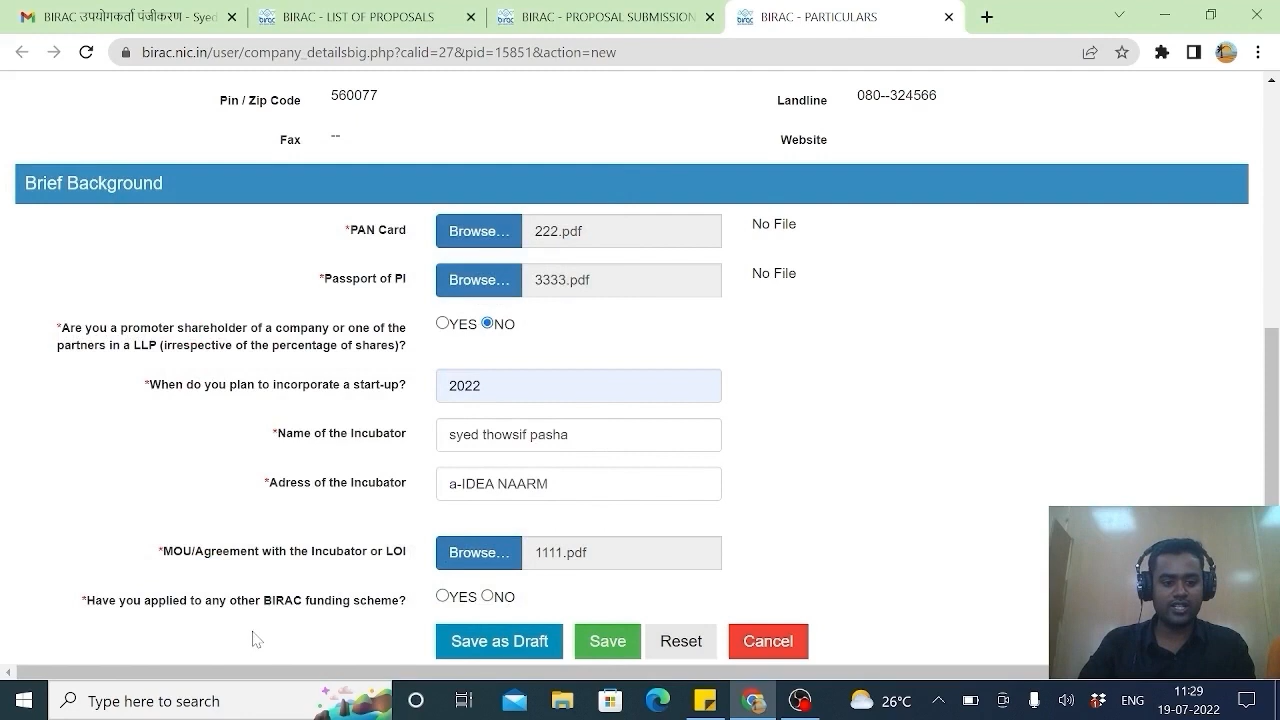 BIRAC उपयोगकर्ता पंजीकरण - Syed
BIRAC - LIST OF PROPOSALS
BIRAC - PROPOSAL SUBMISSION
BIRAC - PARTICULARS
birac.nic.in/user/company_detailsbig.php?calid=27&pid=15851&action=new
Pin / Zip Code 560077 Landline 080--324566
Fax -- Website
Brief Background
*PAN Card Browse... 222.pdf No File
*Passport of PI Browse... 3333.pdf No File
*Are you a promoter shareholder of a company or one of the
partners in a LLP (irrespective of the percentage of shares)?
YES NO
*When do you plan to incorporate a start-up? 2022
*Name of the Incubator syed thowsif pasha
*Adress of the Incubator a-IDEA NAARM
*MOU/Agreement with the Incubator or LOI Browse... 1111.pdf
*Have you applied to any other BIRAC funding scheme? YES NO
Save as Draft Save Reset Cancel
Type here to search
26°C
ENG
11:29
19-07-2022